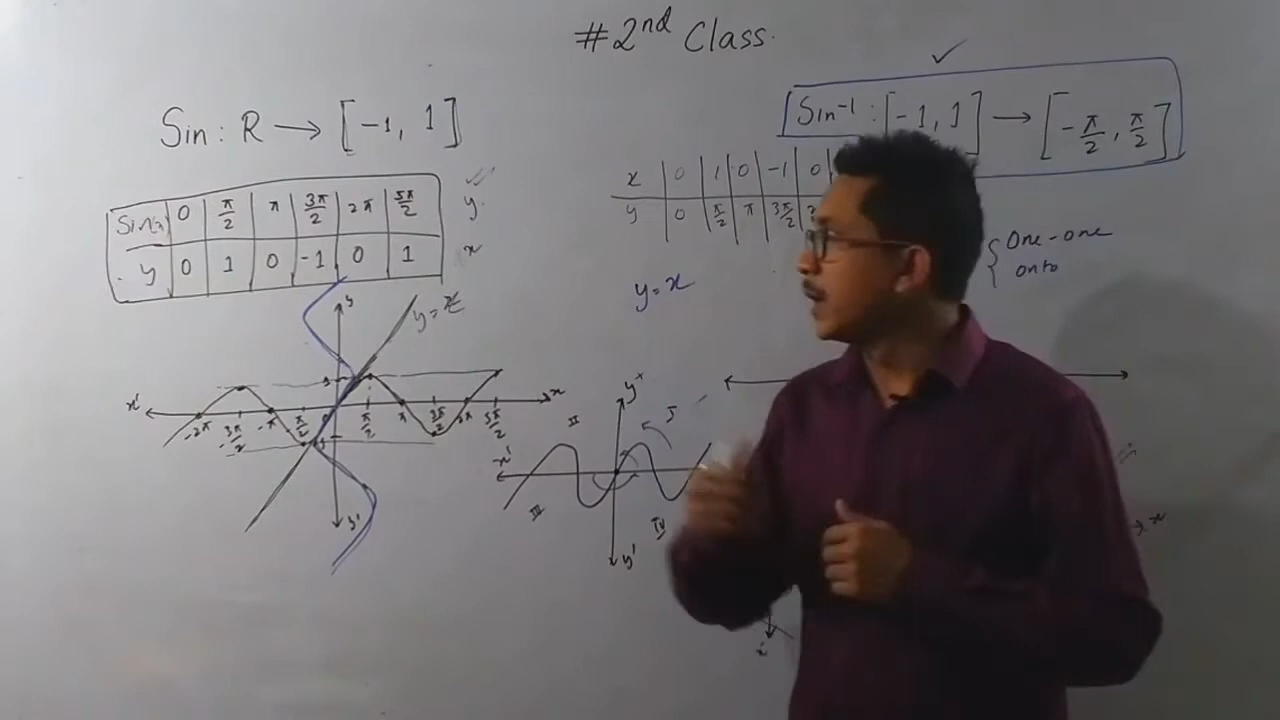 #2nd Class.
Sin : R → [-1, 1]
Sin x | 0 | π/2 | π | 3π/2 | 2π | 5π/2 y.
y | 0 | 1 | 0 | -1 | 0 | 1 x
Sin⁻¹ : [-1, 1] → [-π/2, π/2]
x | 0 | 1 | 0 | -1 | 0
y | 0 | π/2 | π | 3π/2
{ One-one
onto
y = x
y
y = x
x' -2π -3π/2 -π -π/2 π/2 π 3π/2 2π 5π/2 x
y'
y+
II I
x'
III IV
y'
x